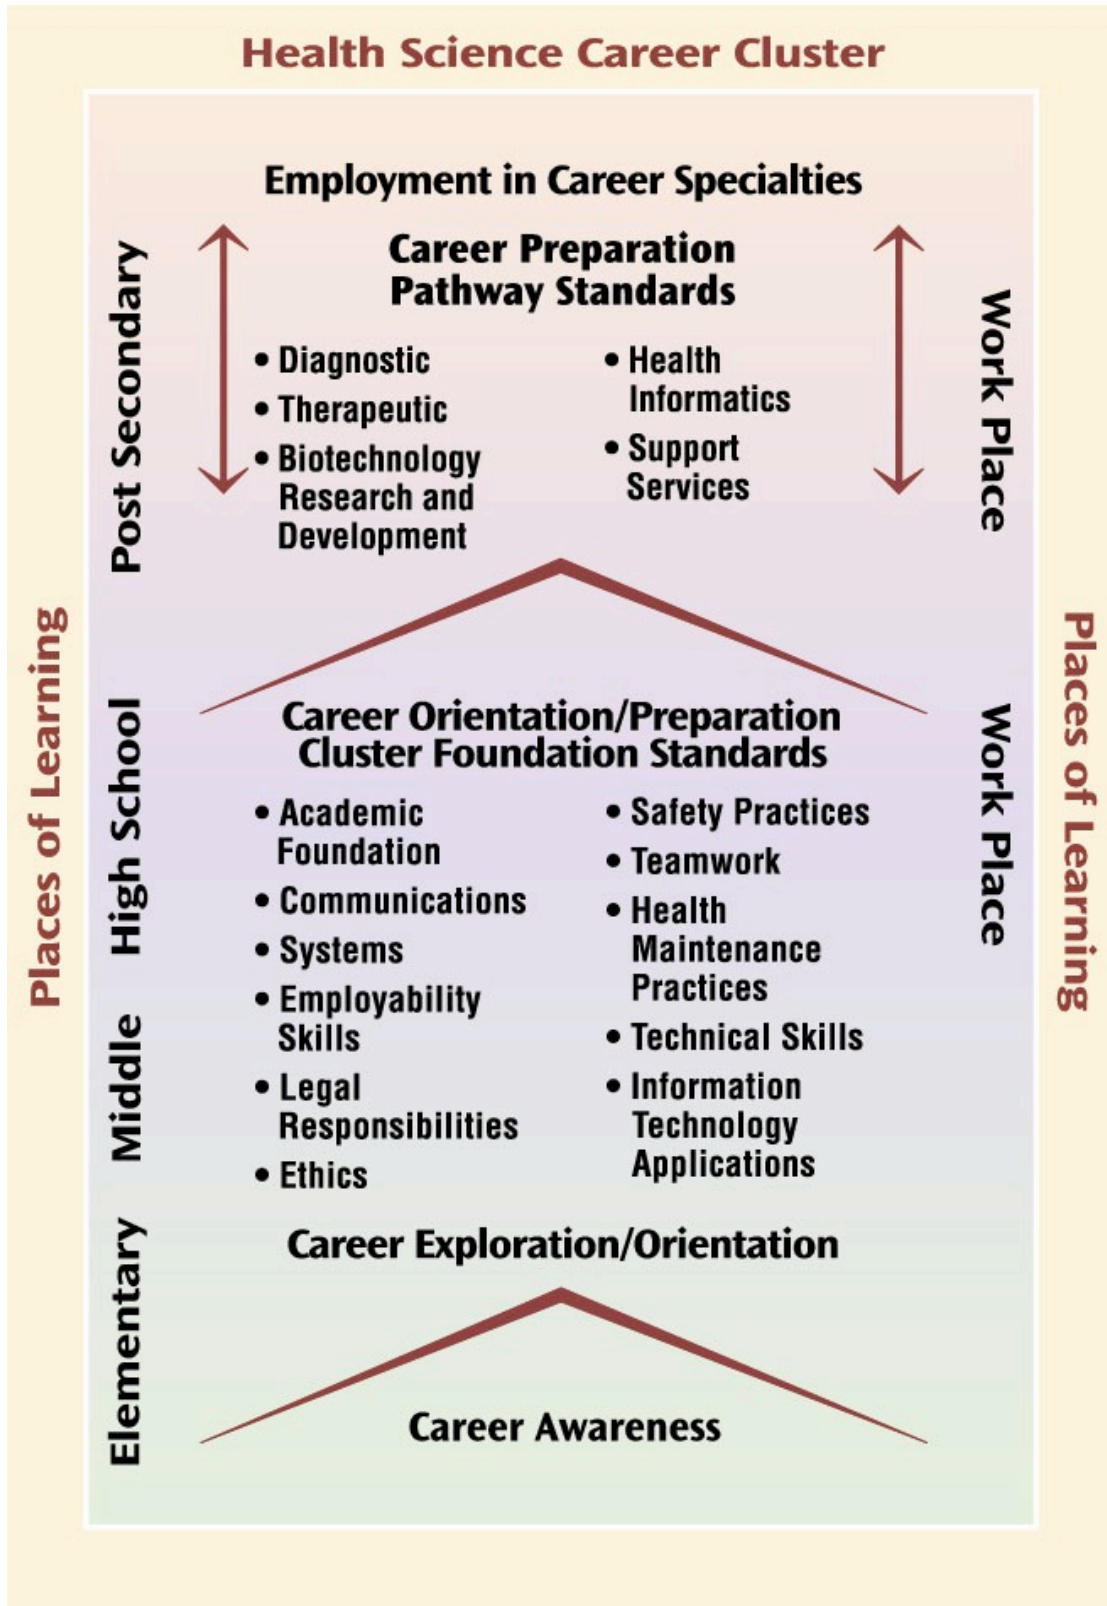 Health Science Career Cluster
Employment in Career Specialties
Career Preparation
Pathway Standards
• Diagnostic
• Therapeutic
• Biotechnology
Research and
Development
• Health
Informatics
• Support
Services
Post Secondary
Work Place
Career Orientation/Preparation
Cluster Foundation Standards
• Academic
Foundation
• Communications
• Systems
• Employability
Skills
• Legal
Responsibilities
• Ethics
• Safety Practices
• Teamwork
• Health
Maintenance
Practices
• Technical Skills
• Information
Technology
Applications
High School
Middle
Work Place
Career Exploration/Orientation
Career Awareness
Elementary
Places of Learning
Places of Learning